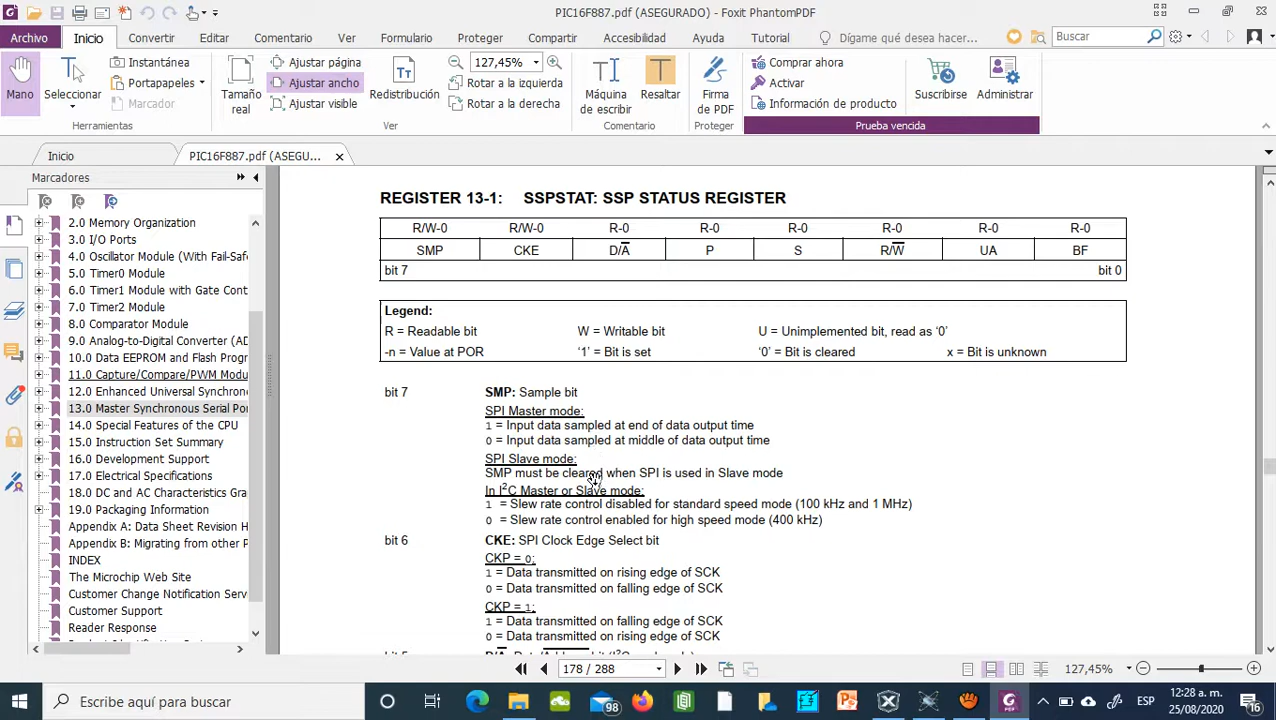 PIC16F887.pdf (ASEGURADO) - Foxit PhantomPDF
Archivo Inicio Convertir Editar Comentario Ver Formulario Proteger Compartir Accesibilidad Ayuda Tutorial Dígame qué desea hacer... Buscar
Mano
Seleccionar
Instantánea
Portapapeles
Marcador
Herramientas
Tamaño real
Ajustar página
Ajustar ancho
Ajustar visible
Redistribución
127,45%
Rotar a la izquierda
Rotar a la derecha
Ver
Máquina de escribir
Resaltar
Comentario
Firma de PDF
Proteger
Comprar ahora
Activar
Información de producto
Suscribirse
Administrar
Prueba vencida
Inicio PIC16F887.pdf (ASEGU...
Marcadores
2.0 Memory Organization
3.0 I/O Ports
4.0 Oscillator Module (With Fail-Safe
5.0 Timer0 Module
6.0 Timer1 Module with Gate Cont
7.0 Timer2 Module
8.0 Comparator Module
9.0 Analog-to-Digital Converter (AD
10.0 Data EEPROM and Flash Progr
11.0 Capture/Compare/PWM Modu
12.0 Enhanced Universal Synchron
13.0 Master Synchronous Serial Por
14.0 Special Features of the CPU
15.0 Instruction Set Summary
16.0 Development Support
17.0 Electrical Specifications
18.0 DC and AC Characteristics Gra
19.0 Packaging Information
Appendix A: Data Sheet Revision H
Appendix B: Migrating from other P
INDEX
The Microchip Web Site
Customer Change Notification Serv
Customer Support
Reader Response
REGISTER 13-1: SSPSTAT: SSP STATUS REGISTER
R/W-0 R/W-0 R-0 R-0 R-0 R-0 R-0 R-0
SMP CKE D/A̅ P S R/W̅ UA BF
bit 7 bit 0
Legend:
R = Readable bit W = Writable bit U = Unimplemented bit, read as ‘0’
-n = Value at POR ‘1’ = Bit is set ‘0’ = Bit is cleared x = Bit is unknown
bit 7 SMP: Sample bit
SPI Master mode:
1 = Input data sampled at end of data output time
0 = Input data sampled at middle of data output time
SPI Slave mode:
SMP must be cleared when SPI is used in Slave mode
In I²C Master or Slave mode:
1 = Slew rate control disabled for standard speed mode (100 kHz and 1 MHz)
0 = Slew rate control enabled for high speed mode (400 kHz)
bit 6 CKE: SPI Clock Edge Select bit
CKP = 0:
1 = Data transmitted on rising edge of SCK
0 = Data transmitted on falling edge of SCK
CKP = 1:
1 = Data transmitted on falling edge of SCK
0 = Data transmitted on rising edge of SCK
178 / 288 127,45%
Escribe aquí para buscar
98
ESP
12:28 a. m.
25/08/2020
16